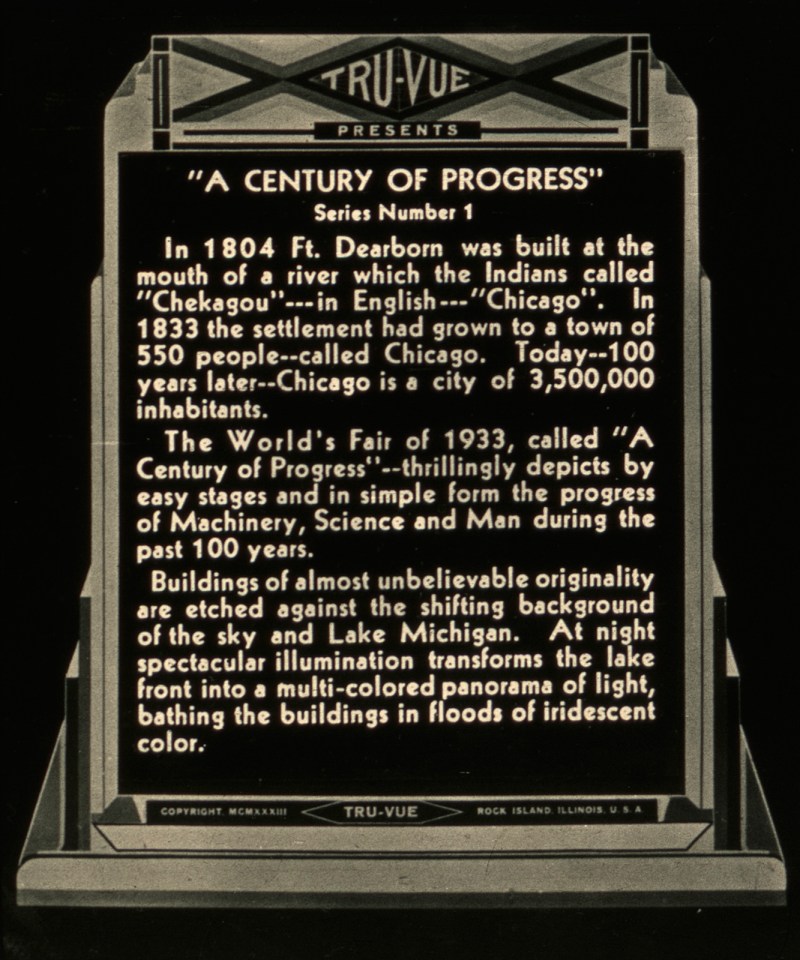 TRU-VUE
PRESENTS
"A CENTURY OF PROGRESS"
Series Number 1
In 1804 Ft. Dearborn was built at the
mouth of a river which the Indians called
"Chekagou"---in English---"Chicago". In
1833 the settlement had grown to a town of
550 people--called Chicago. Today--100
years later--Chicago is a city of 3,500,000
inhabitants.
The World's Fair of 1933, called "A
Century of Progress"--thrillingly depicts by
easy stages and in simple form the progress
of Machinery, Science and Man during the
past 100 years.
Buildings of almost unbelievable originality
are etched against the shifting background
of the sky and Lake Michigan. At night
spectacular illumination transforms the lake
front into a multi-colored panorama of light,
bathing the buildings in floods of iridescent
color.
COPYRIGHT. MCMXXXIII TRU-VUE ROCK ISLAND, ILLINOIS, U.S.A.